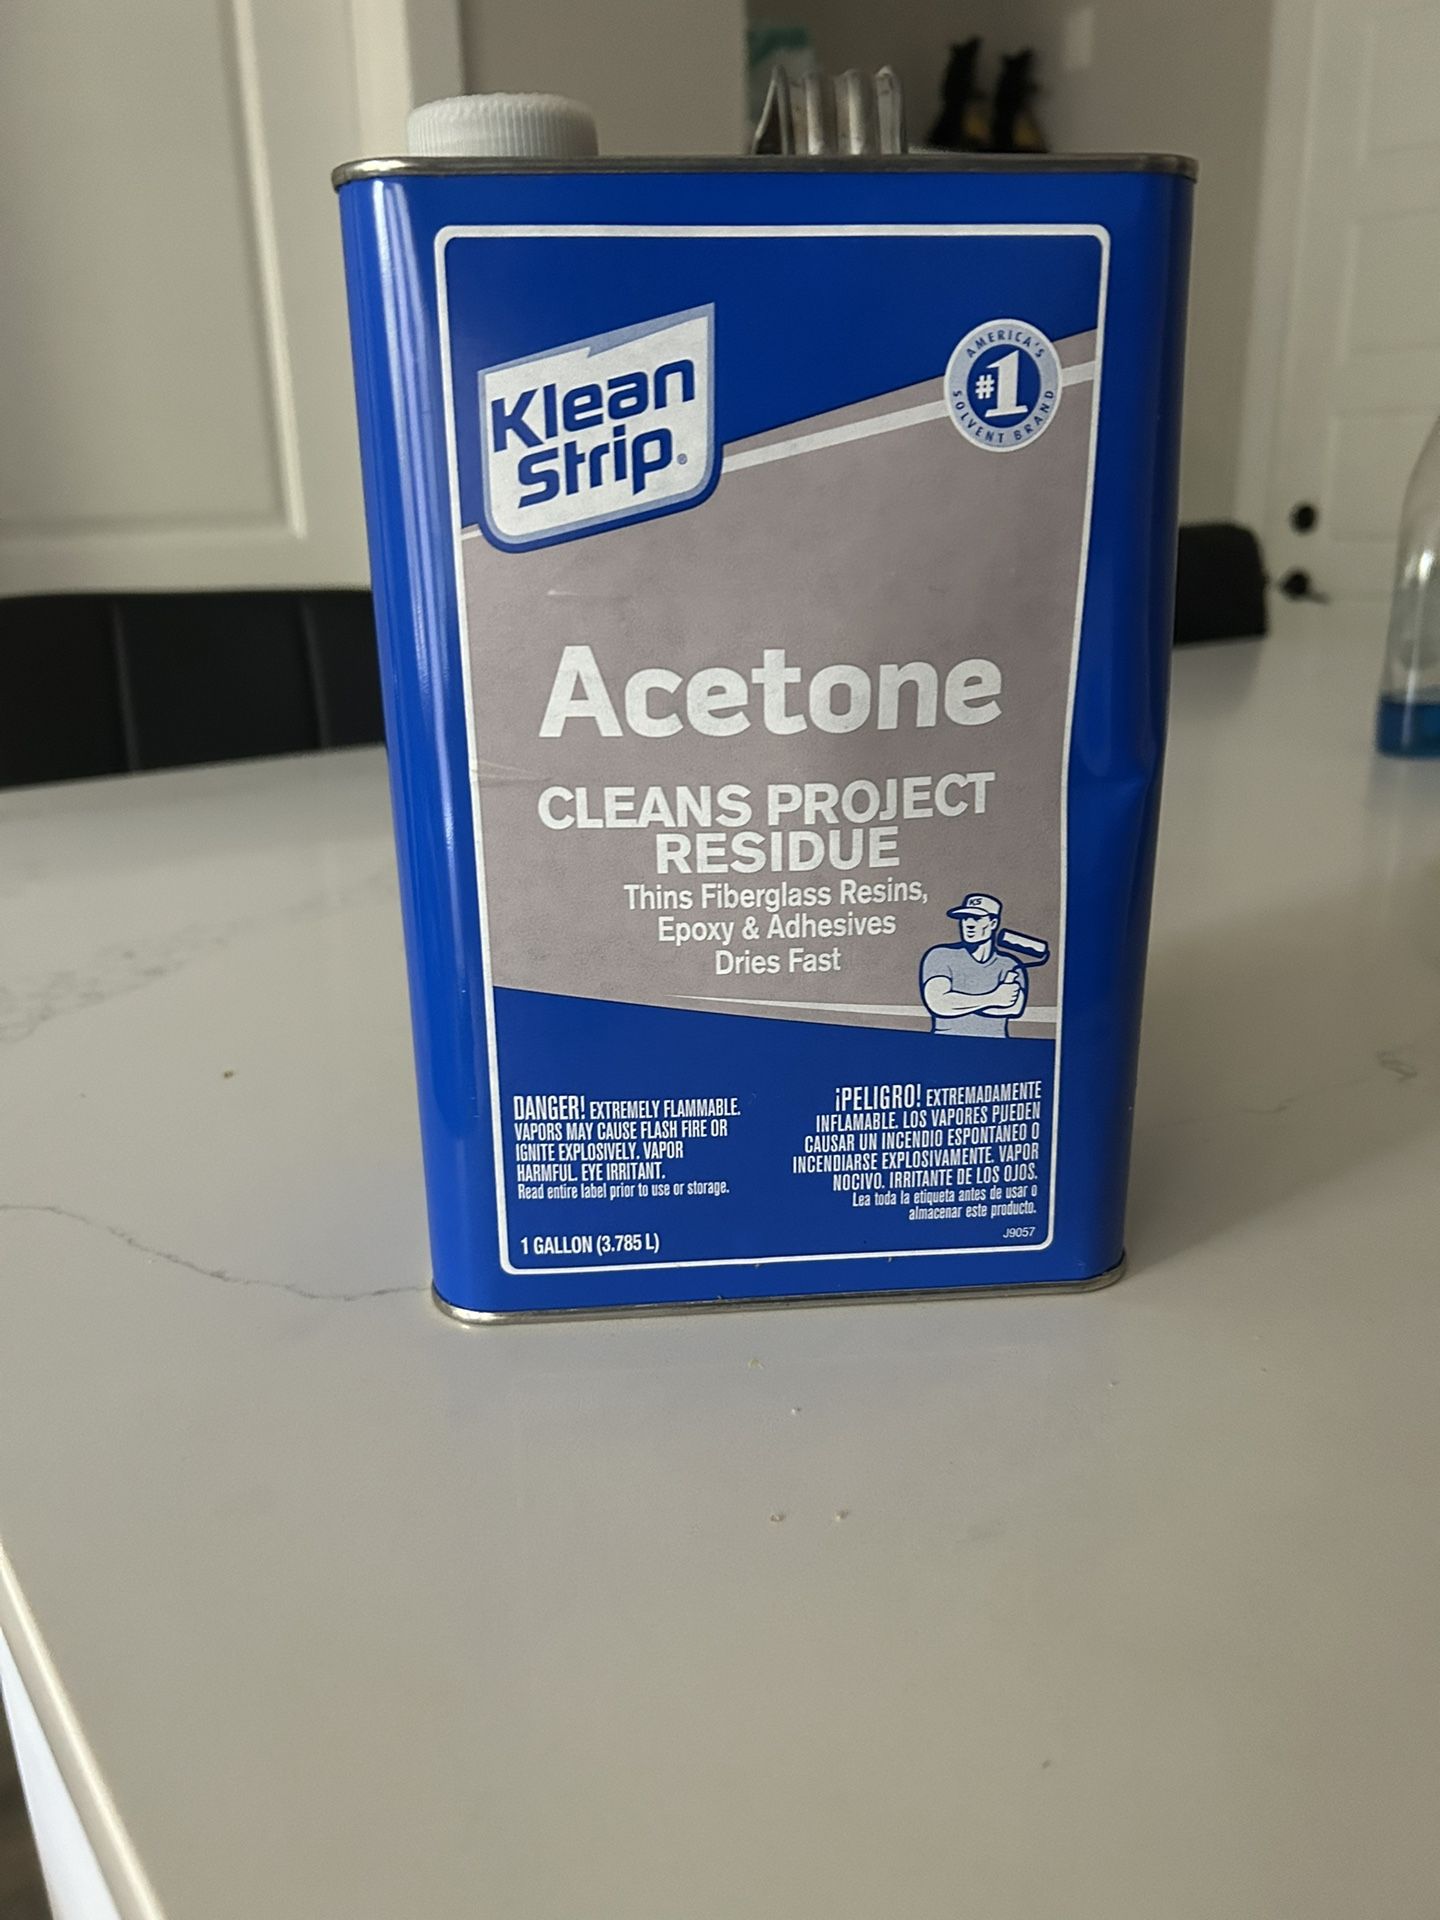 Klean
Strip®
AMERICA'S
#1
SOLVENT BRAND
Acetone
CLEANS PROJECT
RESIDUE
Thins Fiberglass Resins,
Epoxy & Adhesives
Dries Fast
KS
DANGER! EXTREMELY FLAMMABLE.
VAPORS MAY CAUSE FLASH FIRE OR
IGNITE EXPLOSIVELY. VAPOR
HARMFUL. EYE IRRITANT.
Read entire label prior to use or storage.
1 GALLON (3.785 L)
¡PELIGRO! EXTREMADAMENTE
INFLAMABLE. LOS VAPORES PUEDEN
CAUSAR UN INCENDIO ESPONTANEO O
INCENDIARSE EXPLOSIVAMENTE. VAPOR
NOCIVO. IRRITANTE DE LOS OJOS.
Lea toda la etiqueta antes de usar o
almacenar este producto.
J9057